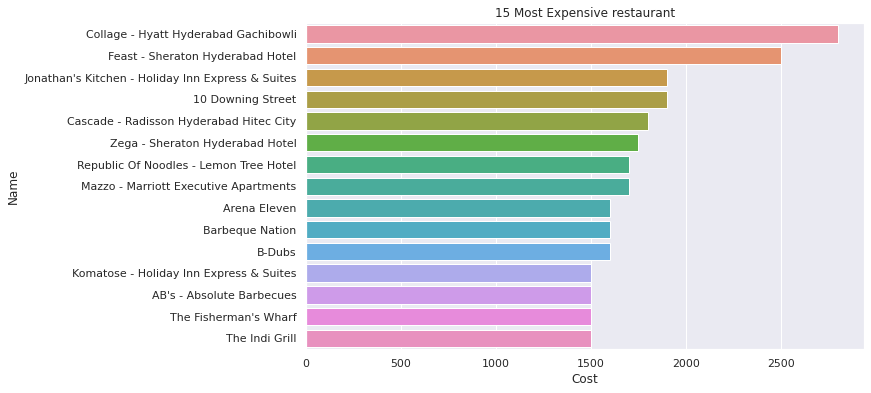 15 Most Expensive restaurant
Name
Collage - Hyatt Hyderabad Gachibowli
Feast - Sheraton Hyderabad Hotel
Jonathan's Kitchen - Holiday Inn Express & Suites
10 Downing Street
Cascade - Radisson Hyderabad Hitec City
Zega - Sheraton Hyderabad Hotel
Republic Of Noodles - Lemon Tree Hotel
Mazzo - Marriott Executive Apartments
Arena Eleven
Barbeque Nation
B-Dubs
Komatose - Holiday Inn Express & Suites
AB's - Absolute Barbecues
The Fisherman's Wharf
The Indi Grill
0 500 1000 1500 2000 2500
Cost